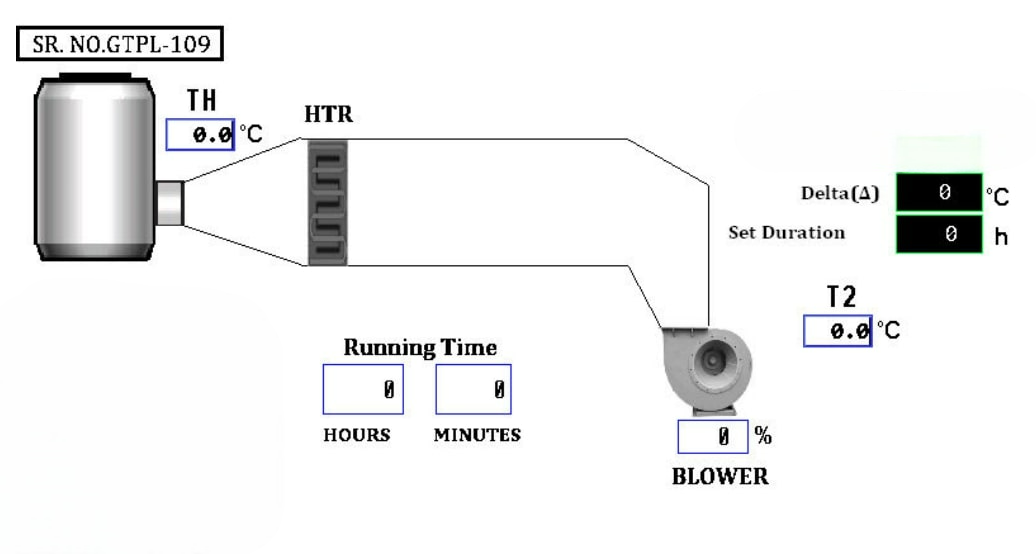 SR. NO.GTPL-109
TH
0.0 °C
HTR
Delta(Δ) 0 °C
Set Duration 0 h
T2
0.0 °C
Running Time
0 0
HOURS MINUTES
0 %
BLOWER